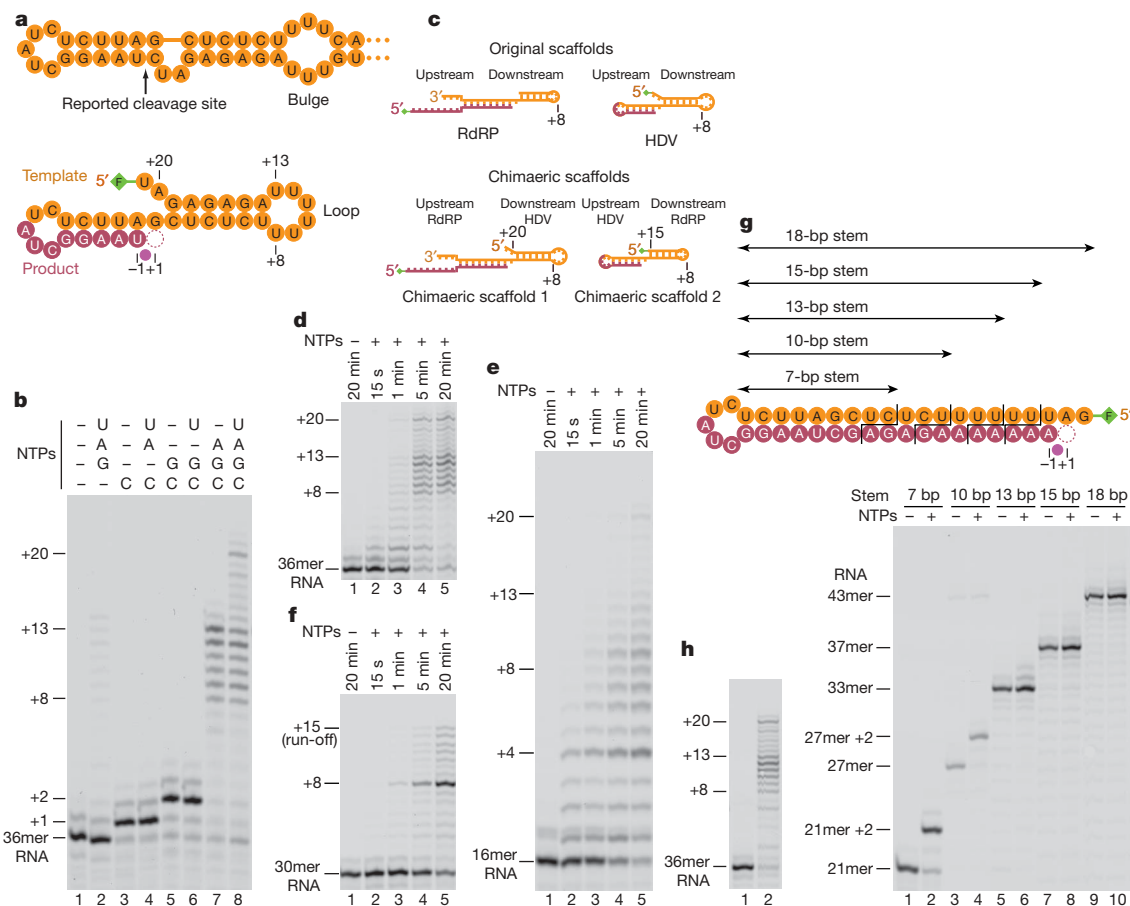 a
UCUCUUAG CUCUCUUUUCA
A
UCGGAAUCUAGAGAGAUUUUGU
Reported cleavage site
Bulge
+20
+13
Template
5′ F U A
GAGAGAUU
UCUCUUAGCUCUCUUU
Loop
AUCGGAAU
Product
−1 +1
+8
c
Original scaffolds
Upstream Downstream Upstream Downstream
3′
5′
5′
+8
+8
RdRP
HDV
Chimaeric scaffolds
Upstream RdRP
Downstream HDV
Upstream HDV
Downstream RdRP
+20
+15
3′
5′
5′
5′
+8
+8
Chimaeric scaffold 1
Chimaeric scaffold 2
b
NTPs
– U – U – U – U
– A – A – – A A
– G – – G G G G
– – C C C C C C
+20
+13
+8
+2
+1
36mer RNA
1 2 3 4 5 6 7 8
d
NTPs – + + + +
20 min 15 s 1 min 5 min 20 min
+20
+13
+8
36mer RNA
1 2 3 4 5
f
NTPs – + + + +
20 min 15 s 1 min 5 min 20 min
+15 (run-off)
+8
30mer RNA
1 2 3 4 5
e
NTPs – + + + +
20 min 15 s 1 min 5 min 20 min
+20
+13
+8
+4
16mer RNA
1 2 3 4 5
h
+20
+13
+8
36mer RNA
1 2
g
18-bp stem
15-bp stem
13-bp stem
10-bp stem
7-bp stem
UCUCUUAGCUCUCUUUUUUAG F 5′
AUCGGAAUCGAGAGAAAAAAA
−1 +1
Stem 7 bp 10 bp 13 bp 15 bp 18 bp
NTPs – + – + – + – + – +
RNA
43mer
37mer
33mer
27mer +2
27mer
21mer +2
21mer
1 2 3 4 5 6 7 8 9 10